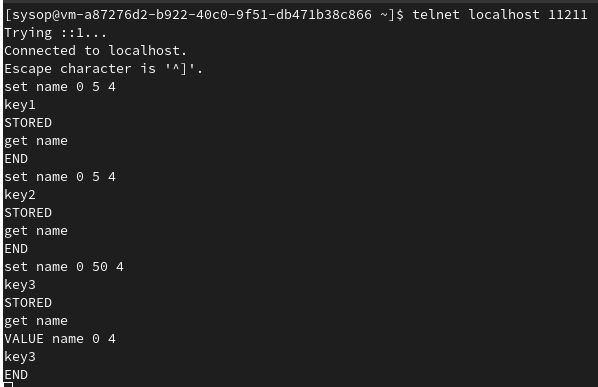 [sysop@vm-a87276d2-b922-40c0-9f51-db471b38c866 ~]$ telnet localhost 11211
Trying ::1...
Connected to localhost.
Escape character is '^]'.
set name 0 5 4
key1
STORED
get name
END
set name 0 5 4
key2
STORED
get name
END
set name 0 50 4
key3
STORED
get name
VALUE name 0 4
key3
END